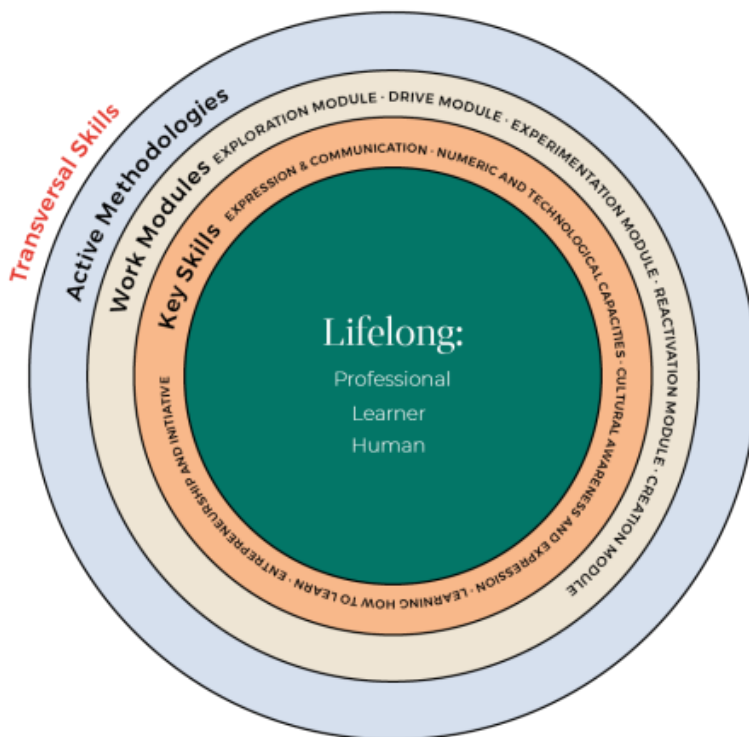 Transversal Skills
Active Methodologies
Work Modules EXPLORATION MODULE · DRIVE MODULE · EXPERIMENTATION MODULE · REACTIVATION MODULE · CREATION MODULE
Key Skills EXPRESSION & COMMUNICATION · NUMERIC AND TECHNOLOGICAL CAPACITIES · CULTURAL AWARENESS AND EXPRESSION · LEARNING HOW TO LEARN · ENTREPRENEURSHIP AND INITIATIVE
Lifelong:
Professional
Learner
Human